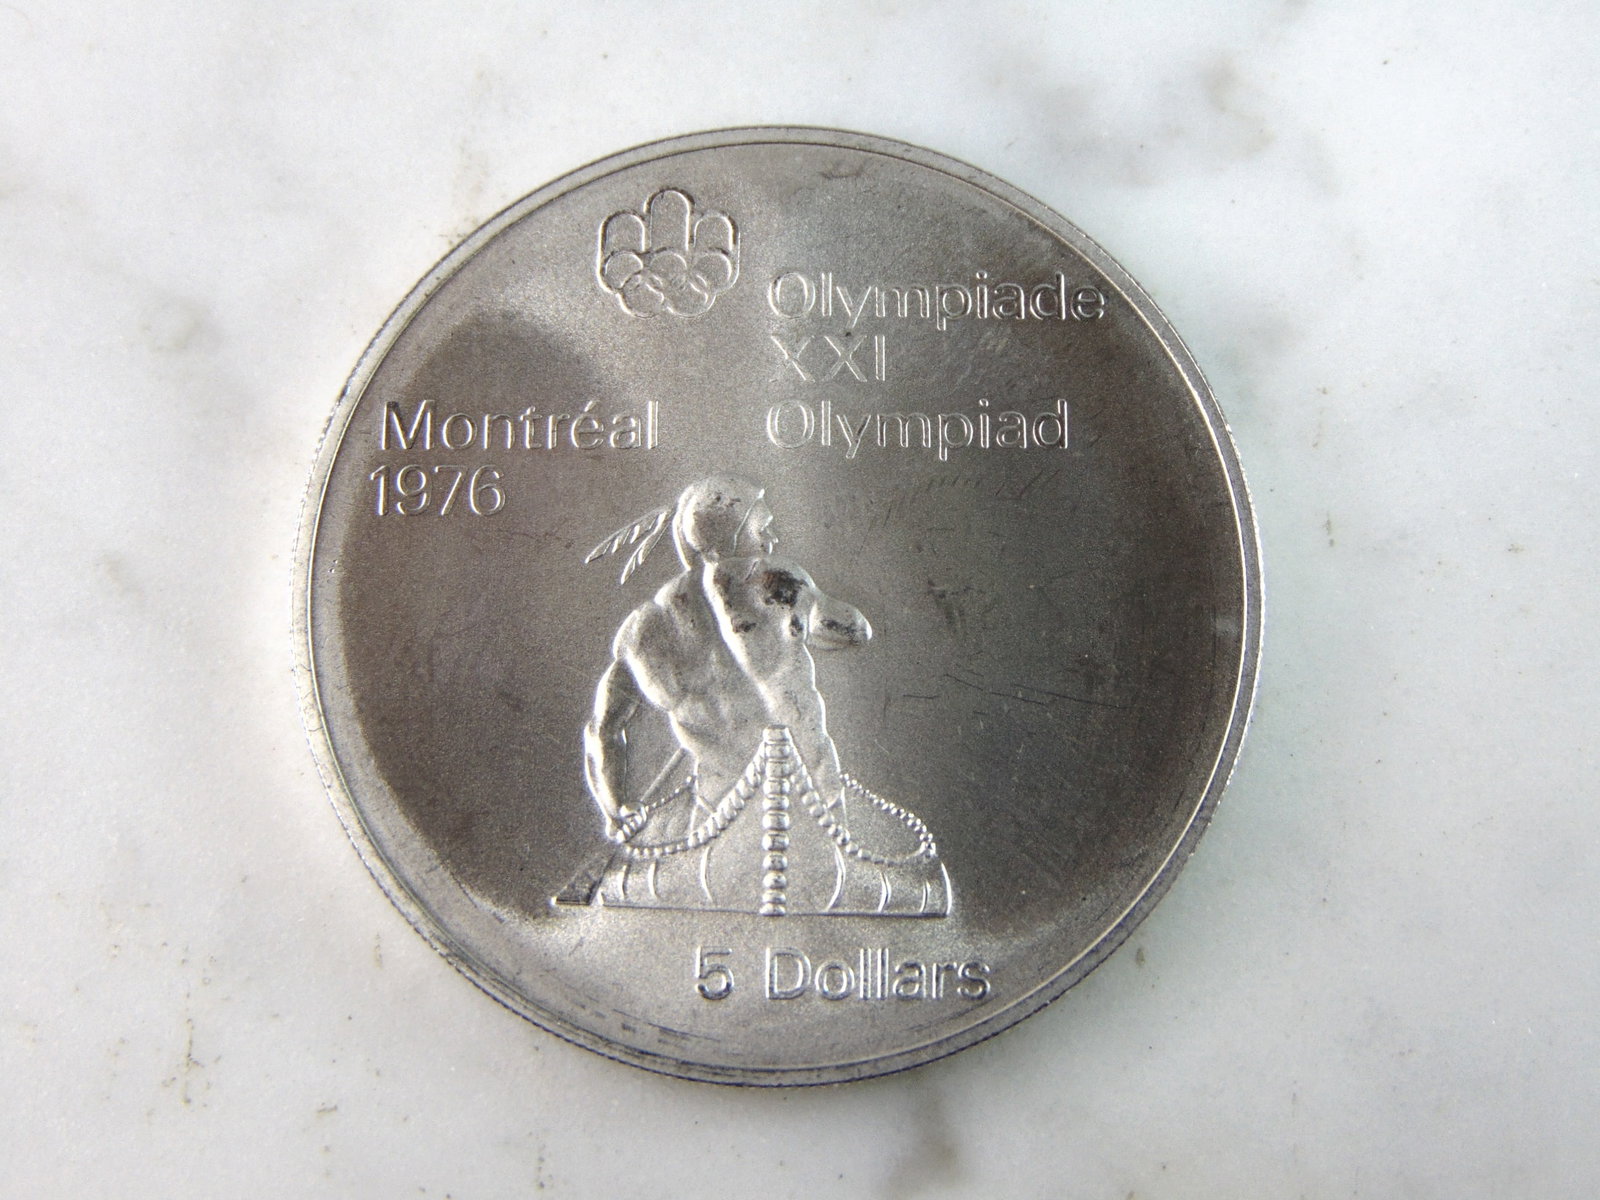 Olympiade
XXI
Olympiad
Montréal
1976
5 Dollars